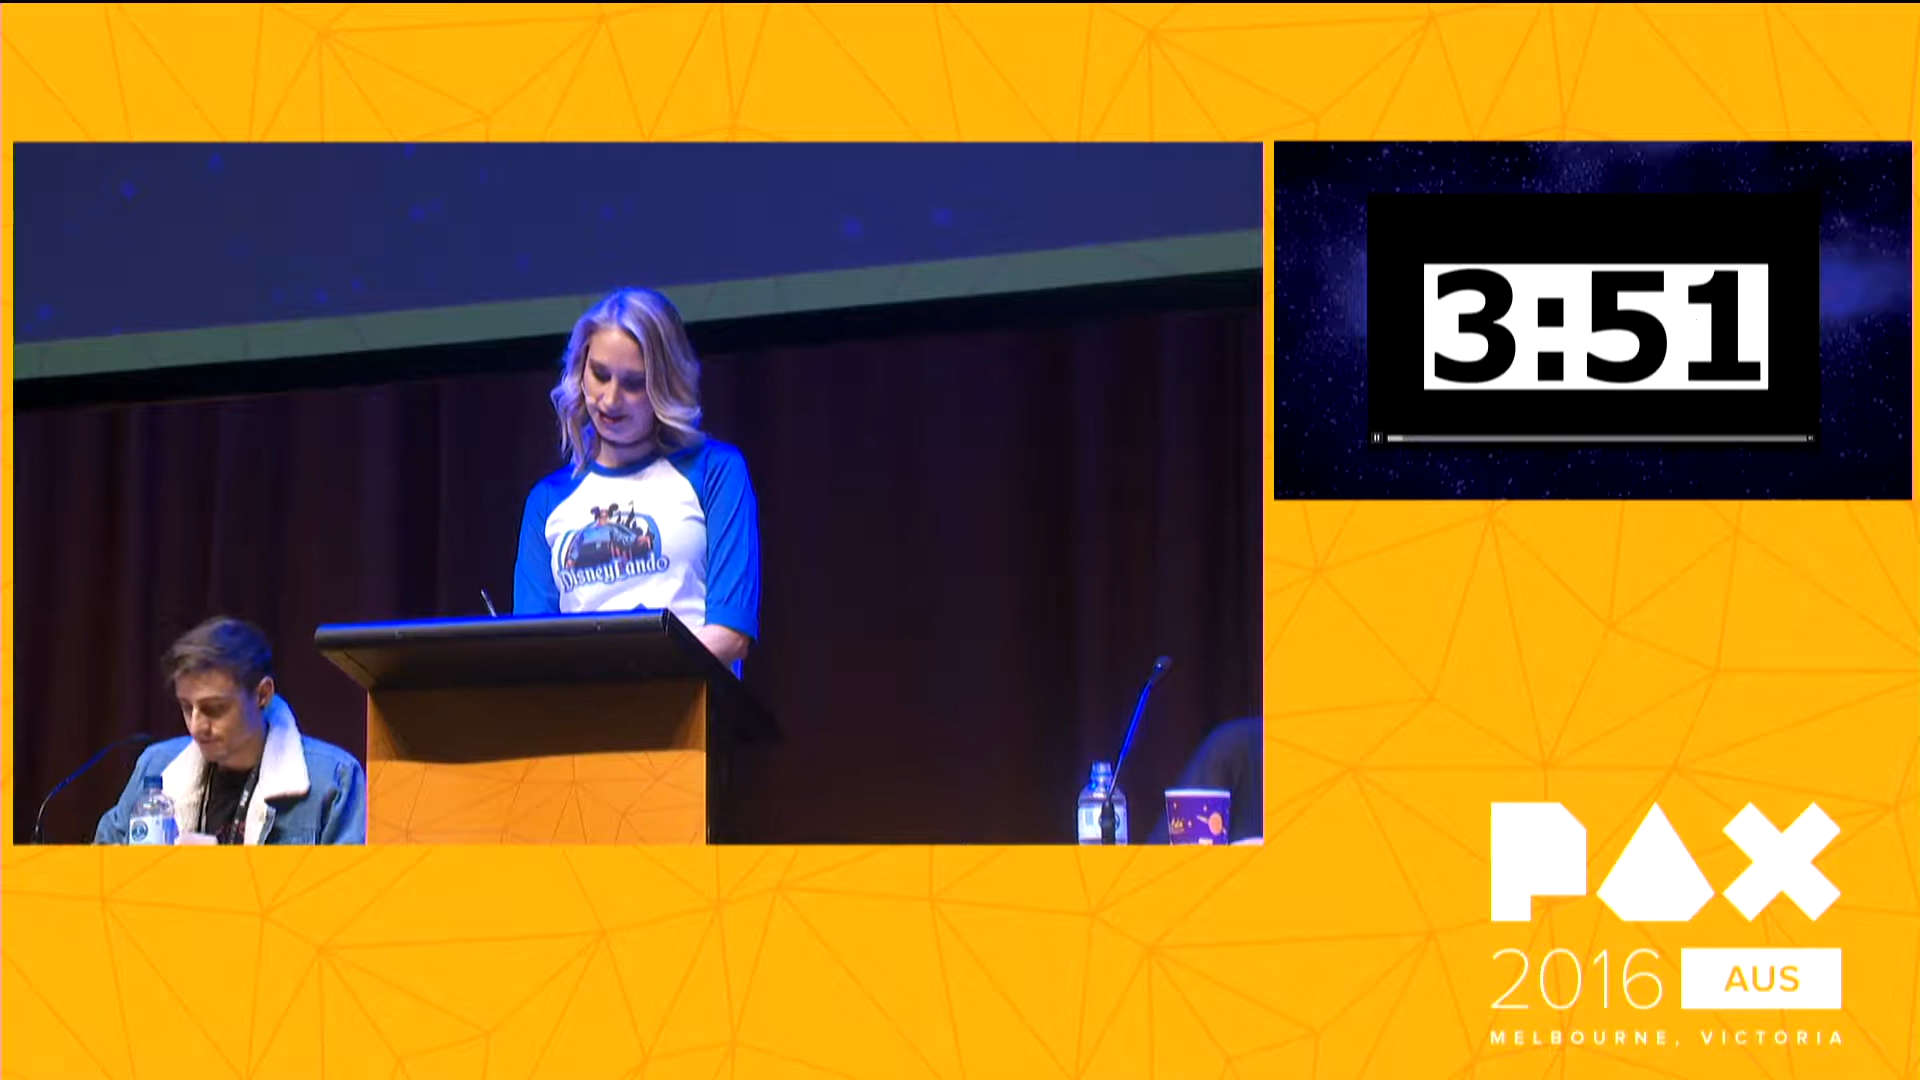 DisneyLando
3:51
PAX
2016 AUS
MELBOURNE, VICTORIA